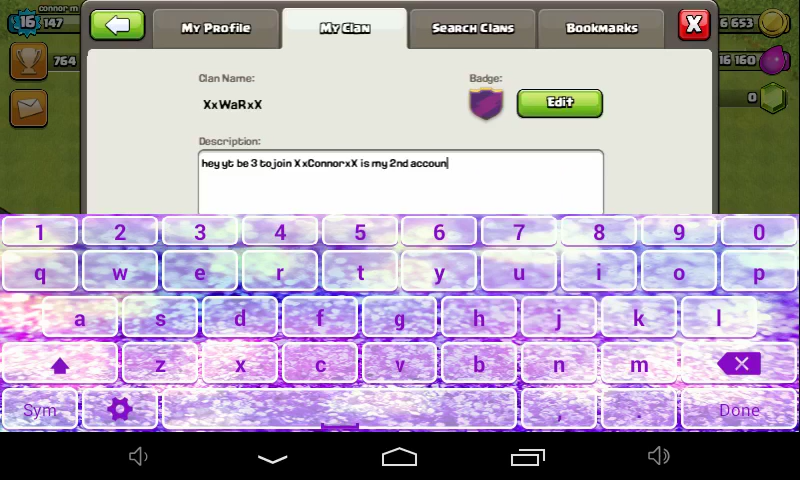 connor m
16 147
My Profile
My Clan
Search Clans
Bookmarks
X
6 653
764
16 160
0
Clan Name:
XxWaRxX
Badge:
Edit
Description:
hey yt be 3 to join XxConnorxX is my 2nd accoun
1 2 3 4 5 6 7 8 9 0
q w e r t y u i o p
a s d f g h j k l
z x c v b n m
Sym , . Done